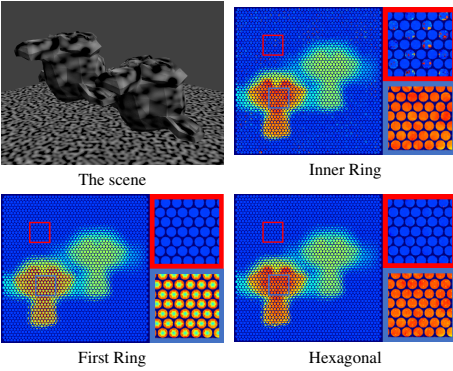 The scene
Inner Ring
First Ring
Hexagonal